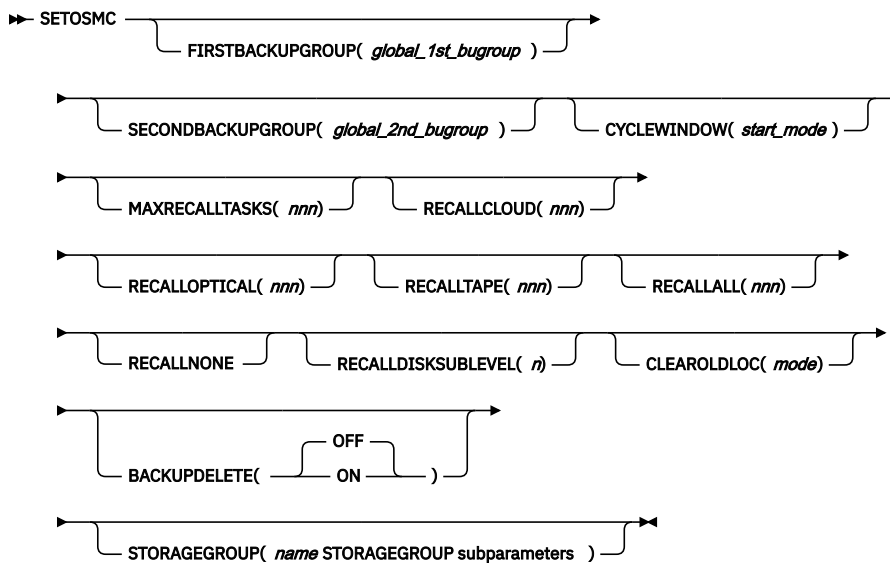 SETOSMC
FIRSTBACKUPGROUP( global_1st_bugroup )
SECONDBACKUPGROUP( global_2nd_bugroup ) CYCLEWINDOW( start_mode )
MAXRECALLTASKS( nnn) RECALLCLOUD( nnn)
RECALLOPTICAL( nnn) RECALLTAPE( nnn) RECALLALL( nnn)
RECALLNONE RECALLDISKSUBLEVEL( n) CLEAROLDLOC( mode)
OFF
BACKUPDELETE( ON )
STORAGEGROUP( name STORAGEGROUP subparameters )